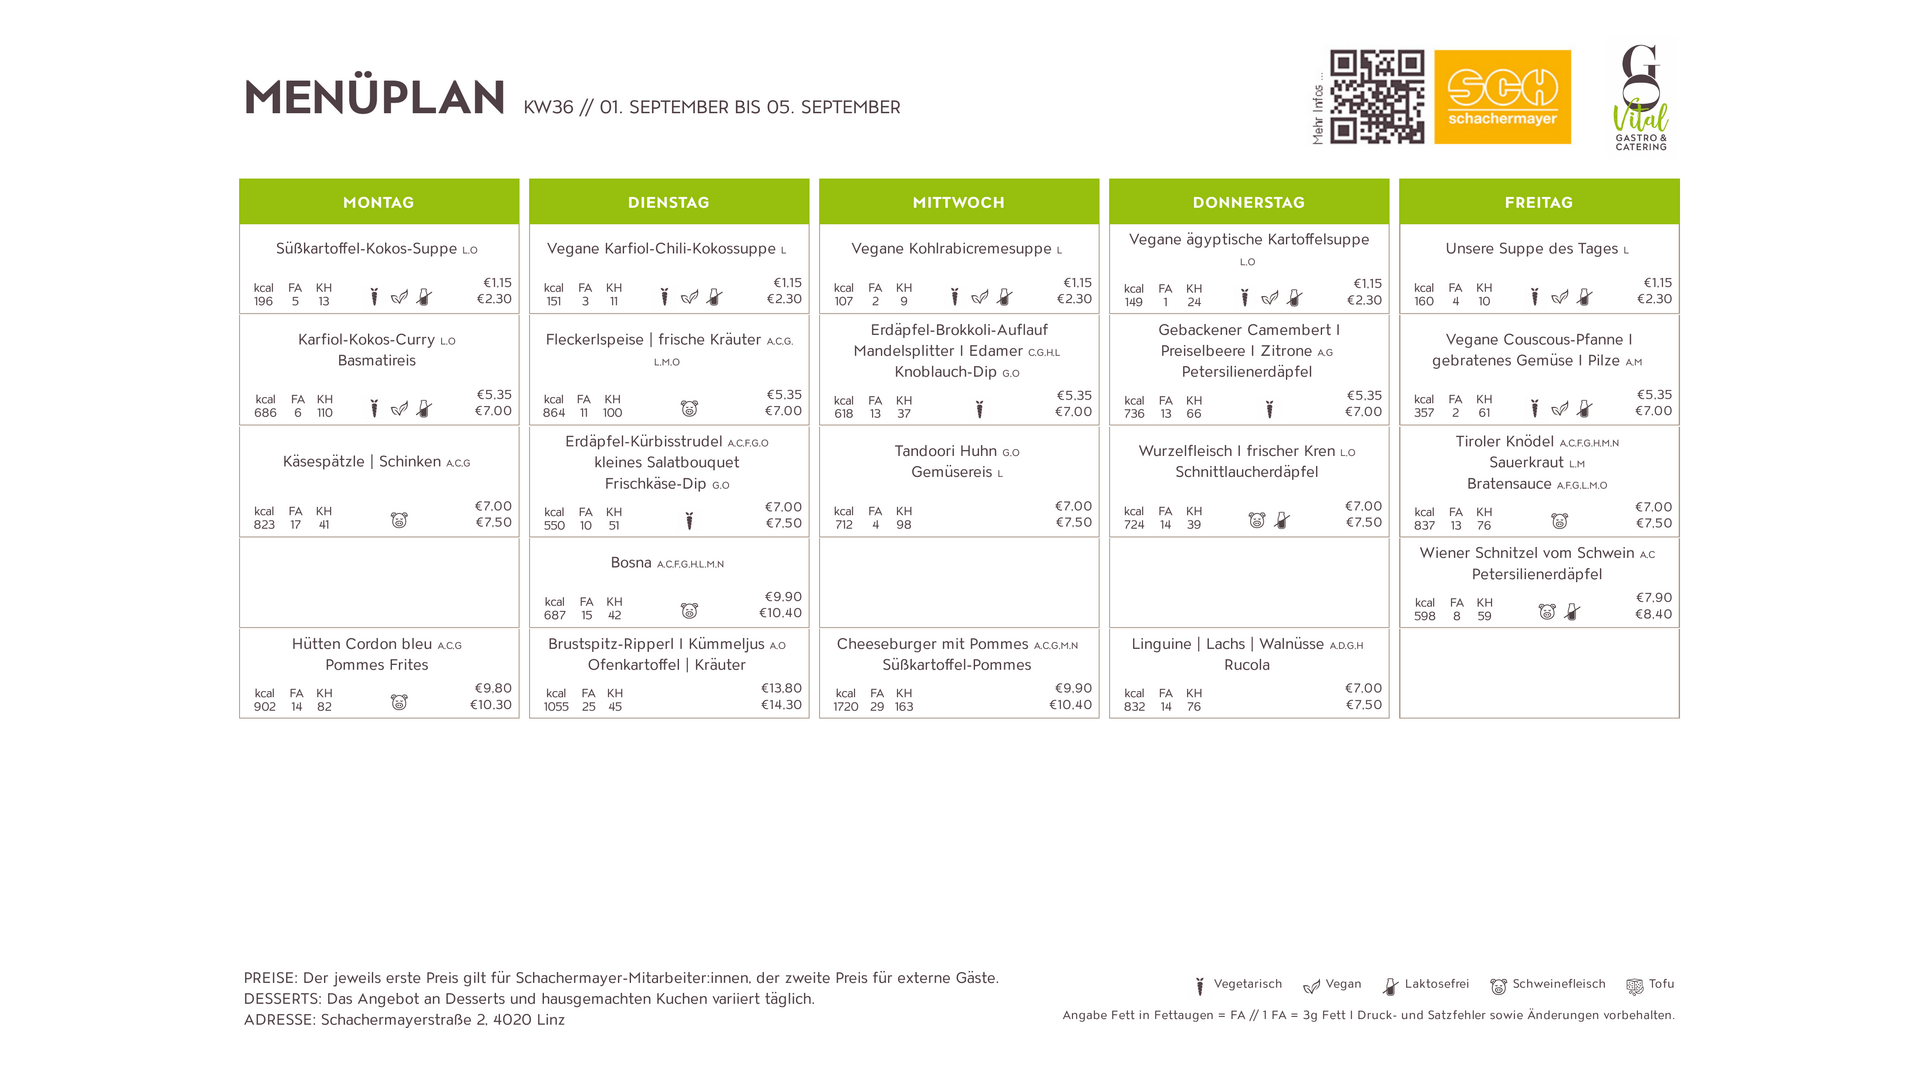 MENÜPLAN KW36 // 01. SEPTEMBER BIS 05. SEPTEMBER
Mehr Infos ...
SCH
schachermayer
G
Vital
GASTRO &
CATERING
MONTAG
Süßkartoffel-Kokos-Suppe L.O
kcal FA KH €1,15
196 5 13 €2,30
Karfiol-Kokos-Curry L.O
Basmatireis
kcal FA KH €5,35
686 6 110 €7,00
Käsespätzle | Schinken A.C.G
kcal FA KH €7,00
823 17 41 €7,50
Hütten Cordon bleu A.C.G
Pommes Frites
kcal FA KH €9,80
902 14 82 €10,30
DIENSTAG
Vegane Karfiol-Chili-Kokossuppe L
kcal FA KH €1,15
151 3 11 €2,30
Fleckerlspeise | frische Kräuter A.C.G.
L.M.O
kcal FA KH €5,35
864 11 100 €7,00
Erdäpfel-Kürbisstrudel A.C.F.G.O
kleines Salatbouquet
Frischkäse-Dip G.O
kcal FA KH €7,00
550 10 51 €7,50
Bosna A.C.F.G.H.L.M.N
kcal FA KH €9,90
687 15 42 €10,40
Brustspitz-Ripperl I Kümmeljus A.O
Ofenkartoffel | Kräuter
kcal FA KH €13,80
1055 25 45 €14,30
MITTWOCH
Vegane Kohlrabicremesuppe L
kcal FA KH €1,15
107 2 9 €2,30
Erdäpfel-Brokkoli-Auflauf
Mandelsplitter I Edamer C.G.H.L
Knoblauch-Dip G.O
kcal FA KH €5,35
618 13 37 €7,00
Tandoori Huhn G.O
Gemüsereis L
kcal FA KH €7,00
712 4 98 €7,50
Cheeseburger mit Pommes A.C.G.M.N
Süßkartoffel-Pommes
kcal FA KH €9,90
1720 29 163 €10,40
DONNERSTAG
Vegane ägyptische Kartoffelsuppe
L.O
kcal FA KH €1,15
149 1 24 €2,30
Gebackener Camembert I
Preiselbeere I Zitrone A.G
Petersilienerdäpfel
kcal FA KH €5,35
736 13 66 €7,00
Wurzelfleisch I frischer Kren L.O
Schnittlaucherdäpfel
kcal FA KH €7,00
724 14 39 €7,50
Linguine | Lachs | Walnüsse A.D.G.H
Rucola
kcal FA KH €7,00
832 14 76 €7,50
FREITAG
Unsere Suppe des Tages L
kcal FA KH €1,15
160 4 10 €2,30
Vegane Couscous-Pfanne I
gebratenes Gemüse I Pilze A.M
kcal FA KH €5,35
357 2 61 €7,00
Tiroler Knödel A.C.F.G.H.M.N
Sauerkraut L.M
Bratensauce A.F.G.L.M.O
kcal FA KH €7,00
837 13 76 €7,50
Wiener Schnitzel vom Schwein A.C
Petersilienerdäpfel
kcal FA KH €7,90
598 8 59 €8,40
PREISE: Der jeweils erste Preis gilt für Schachermayer-Mitarbeiter:innen, der zweite Preis für externe Gäste.
DESSERTS: Das Angebot an Desserts und hausgemachten Kuchen variiert täglich.
ADRESSE: Schachermayerstraße 2, 4020 Linz
Vegetarisch Vegan Laktosefrei Schweinefleisch Tofu
Angabe Fett in Fettaugen = FA // 1 FA = 3g Fett I Druck- und Satzfehler sowie Änderungen vorbehalten.